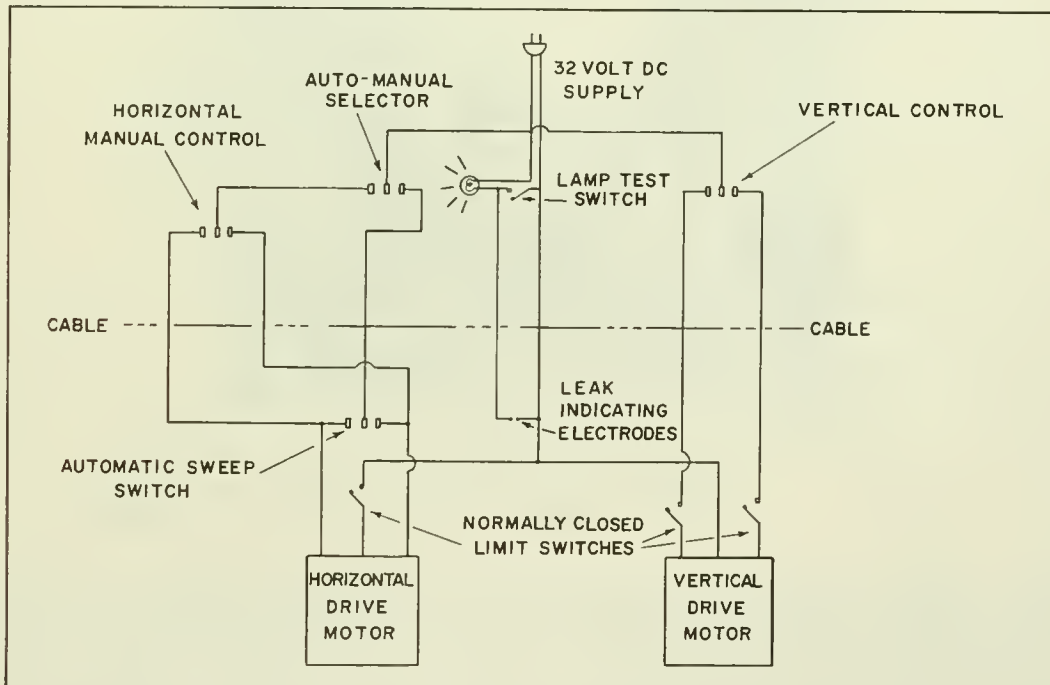 32 VOLT DC
SUPPLY
AUTO-MANUAL
SELECTOR
HORIZONTAL
MANUAL CONTROL
VERTICAL CONTROL
LAMP TEST
SWITCH
CABLE
CABLE
LEAK
INDICATING
ELECTRODES
AUTOMATIC SWEEP
SWITCH
NORMALLY CLOSED
LIMIT SWITCHES
HORIZONTAL
DRIVE
MOTOR
VERTICAL
DRIVE
MOTOR